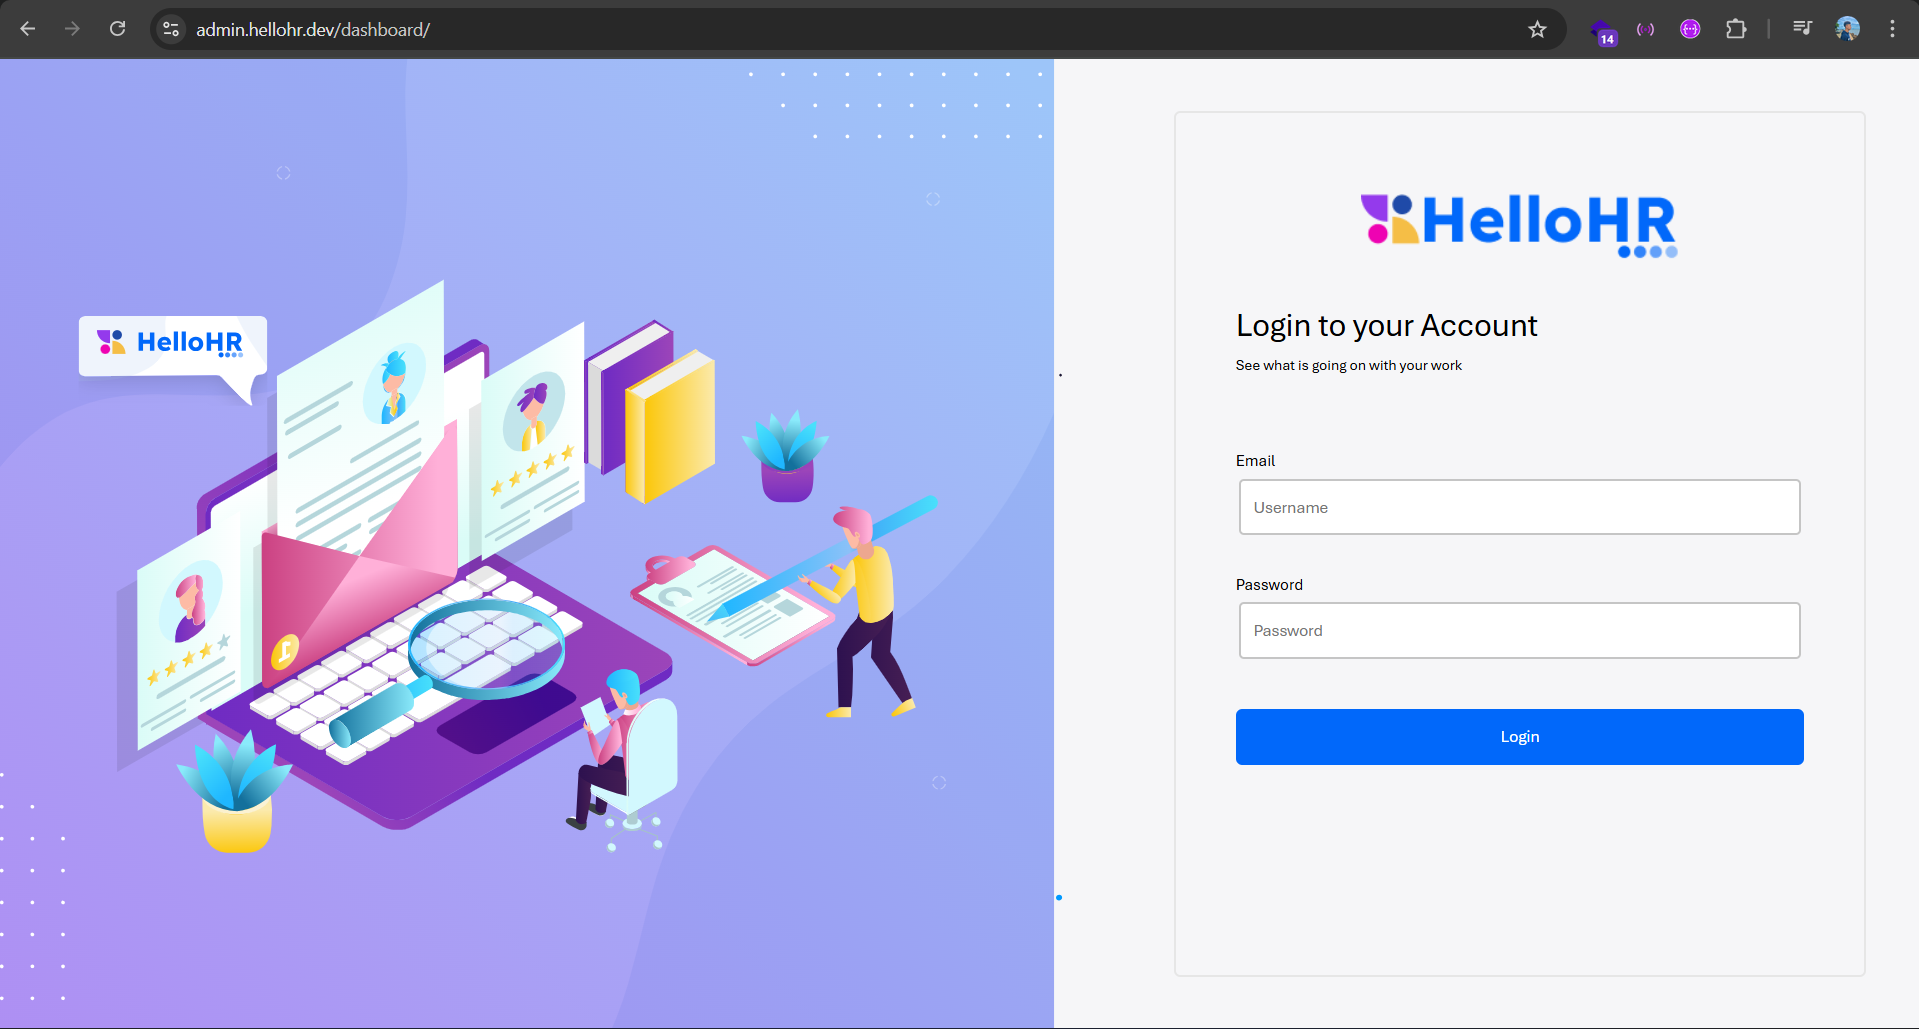 admin.hellohr.dev/dashboard/
14
HelloHR
HelloHR
Login to your Account
See what is going on with your work
Email
Username
Password
Password
Login